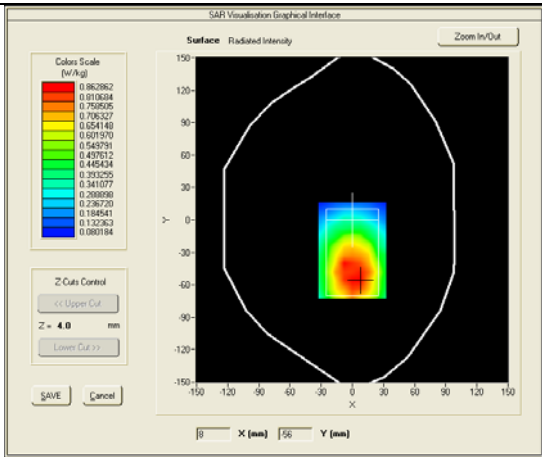 SAR Visualisation Graphical Interface
Surface Radiated Intensity
Zoom In/Out
Colors Scale
(W/kg)
0.862862
0.810684
0.758505
0.706327
0.654148
0.601970
0.549791
0.497612
0.445434
0.393255
0.341077
0.288898
0.236720
0.184541
0.132363
0.080184
Z Cuts Control
<< Upper Cut
Z = 4.0 mm
Lower Cut >>
SAVE Cancel
150
120
90
60
30
0
-30
-60
-90
-120
-150
Y
-150 -120 -90 -60 -30 0 30 60 90 120 150
X
8 X (mm) -56 Y (mm)